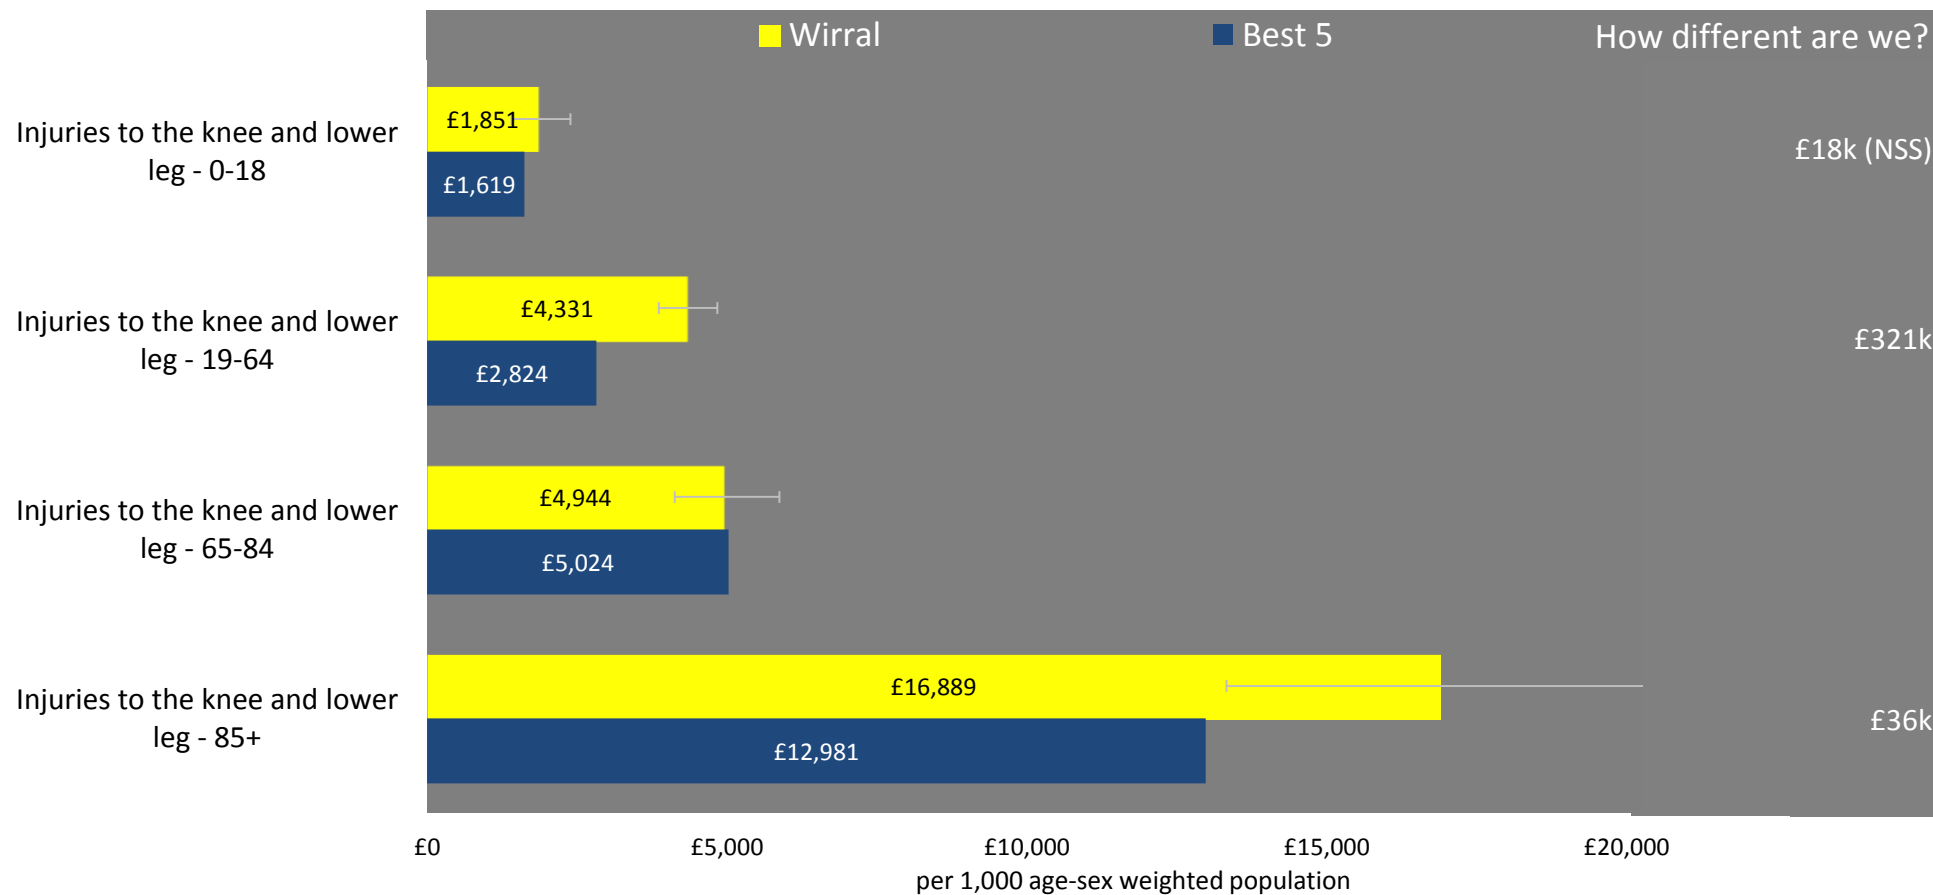 Wirral
Best 5
How different are we?
Injuries to the knee and lower
leg - 0-18
£1,851
£1,619
£18k (NSS)
Injuries to the knee and lower
leg - 19-64
£4,331
£2,824
£321k
Injuries to the knee and lower
leg - 65-84
£4,944
£5,024
Injuries to the knee and lower
leg - 85+
£16,889
£12,981
£36k
£0
£5,000
£10,000
£15,000
£20,000
per 1,000 age-sex weighted population